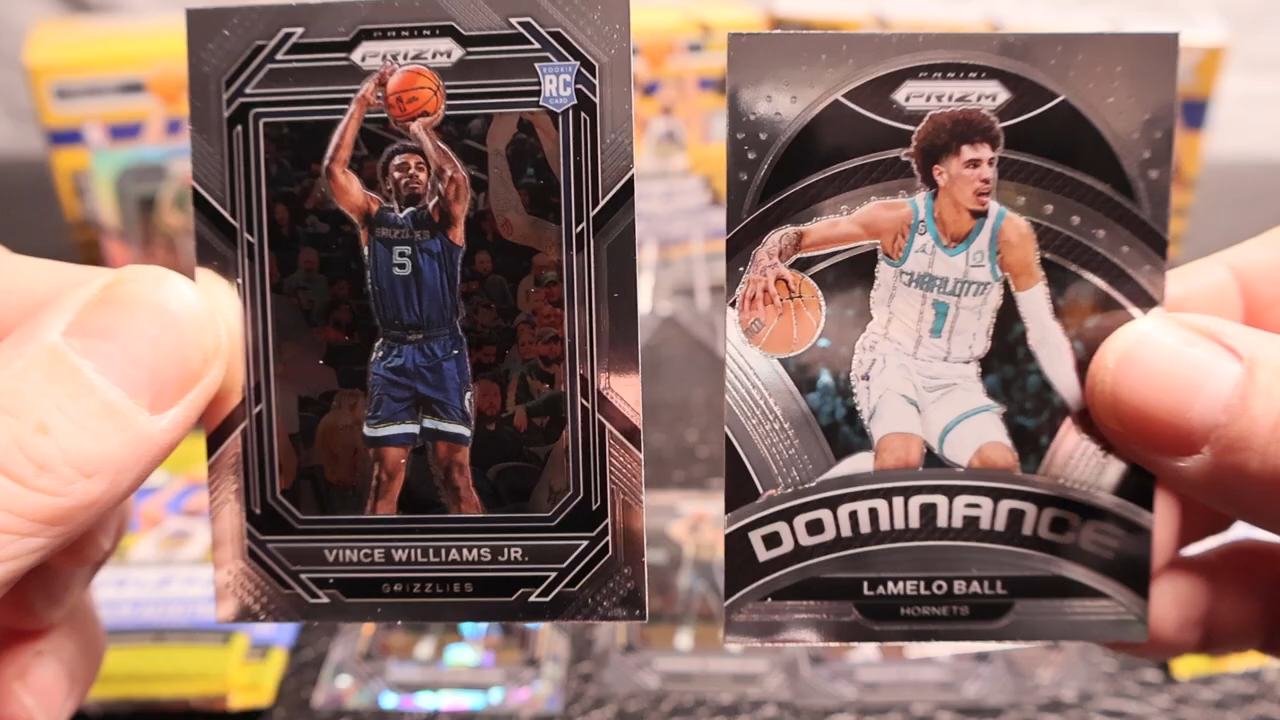 PANINI
PRIZM
ROOKIE
RC
CARD
GRIZZLIES
5
VINCE WILLIAMS JR.
GRIZZLIES
PANINI
PRIZM
6
CHARLOTTE
1
DOMINANCE
LaMELO BALL
HORNETS